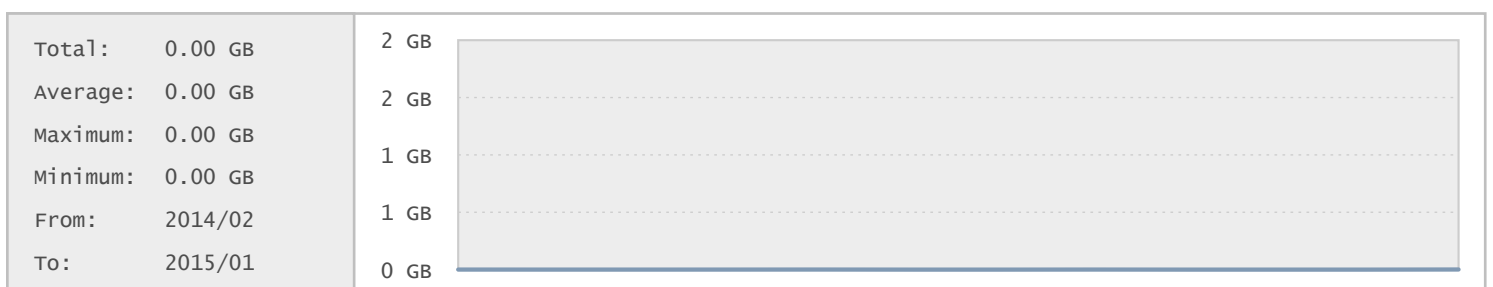 Total: 0.00 GB
Average: 0.00 GB
Maximum: 0.00 GB
Minimum: 0.00 GB
From: 2014/02
To: 2015/01
2 GB
2 GB
1 GB
1 GB
0 GB